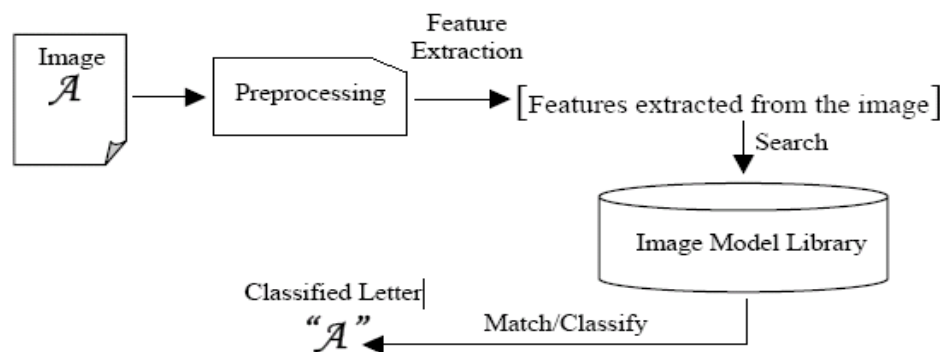 Image
𝒜
Preprocessing
Feature
Extraction
[Features extracted from the image]
Search
Image Model Library
Classified Letter
“𝒜”
Match/Classify